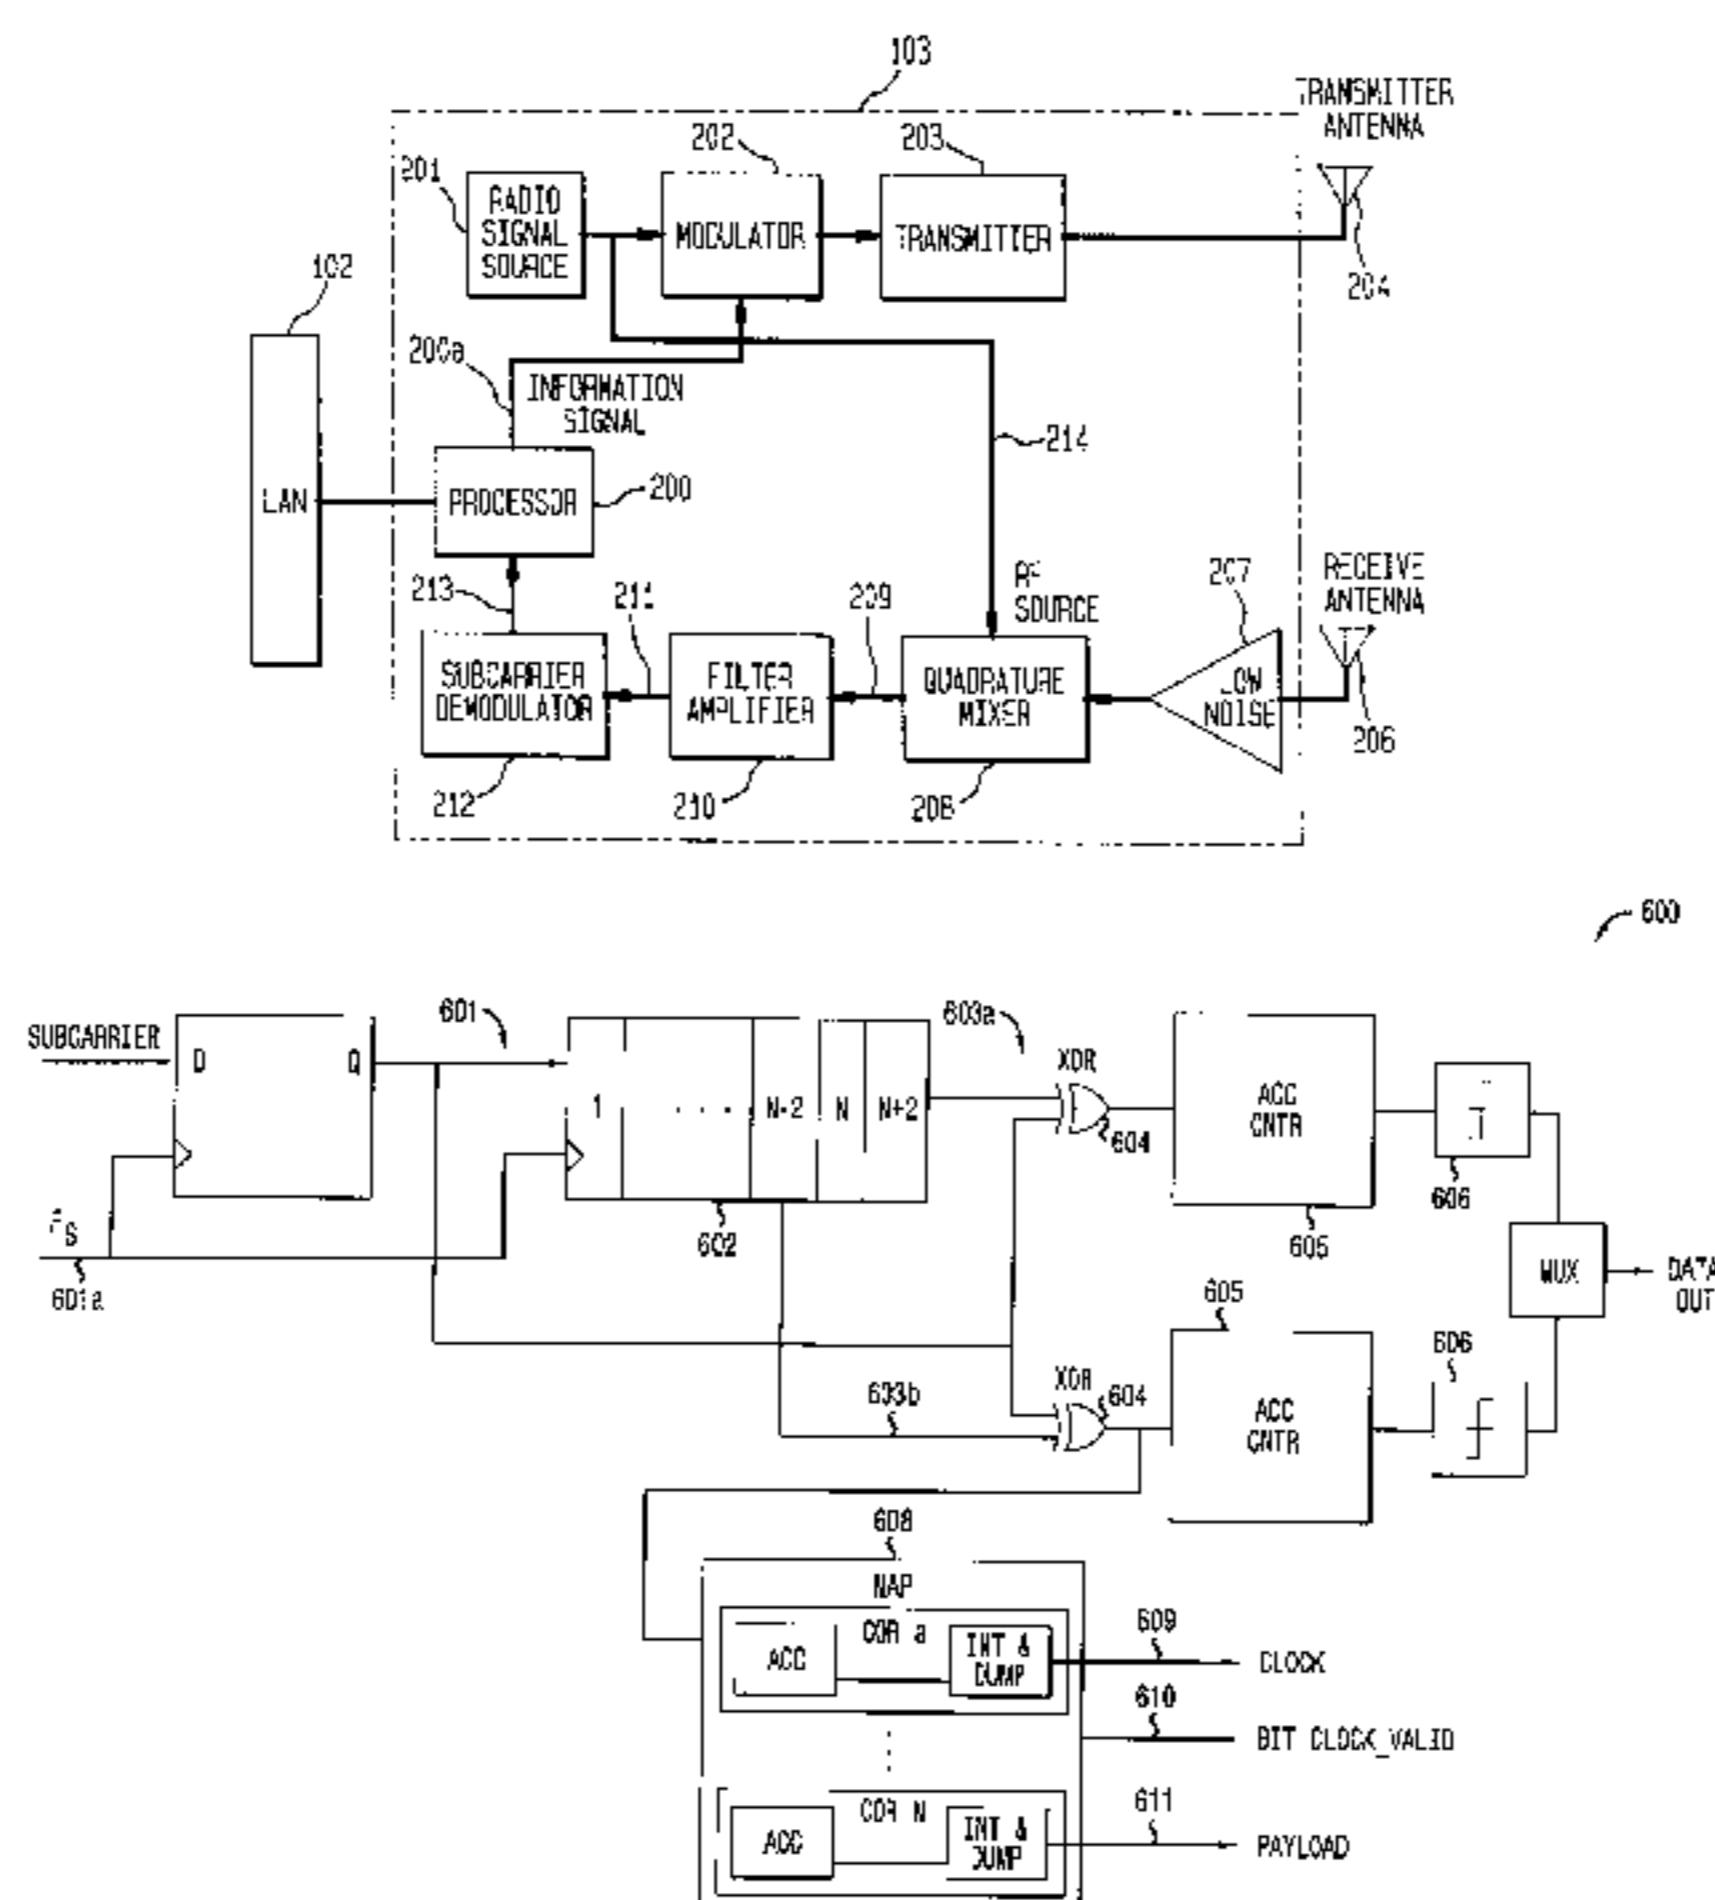 103
TRANSMITTER
ANTENNA
202
203
201
RADIO
SIGNAL
SOURCE
MODULATOR
TRANSMITTER
204
102
200a
INFORMATION
SIGNAL
214
LAN
PROCESSOR
200
213
211
209
RF
SOURCE
207
RECEIVE
ANTENNA
SUBCARRIER
DEMODULATOR
FILTER
AMPLIFIER
QUADRATURE
MIXER
LOW
NOISE
206
212
210
208
600
SUBCARRIER
D
Q
601
1
N-2
N
N+2
603a
XOR
604
ACC
CNTR
606
fS
601a
602
605
MUX
DATA
OUT
605
606
XOR
604
603b
ACC
CNTR
608
NAP
COR a
ACC
INT &
DUMP
609
CLOCK
610
BIT CLOCK_VALID
COR N
ACC
INT &
DUMP
611
PAYLOAD